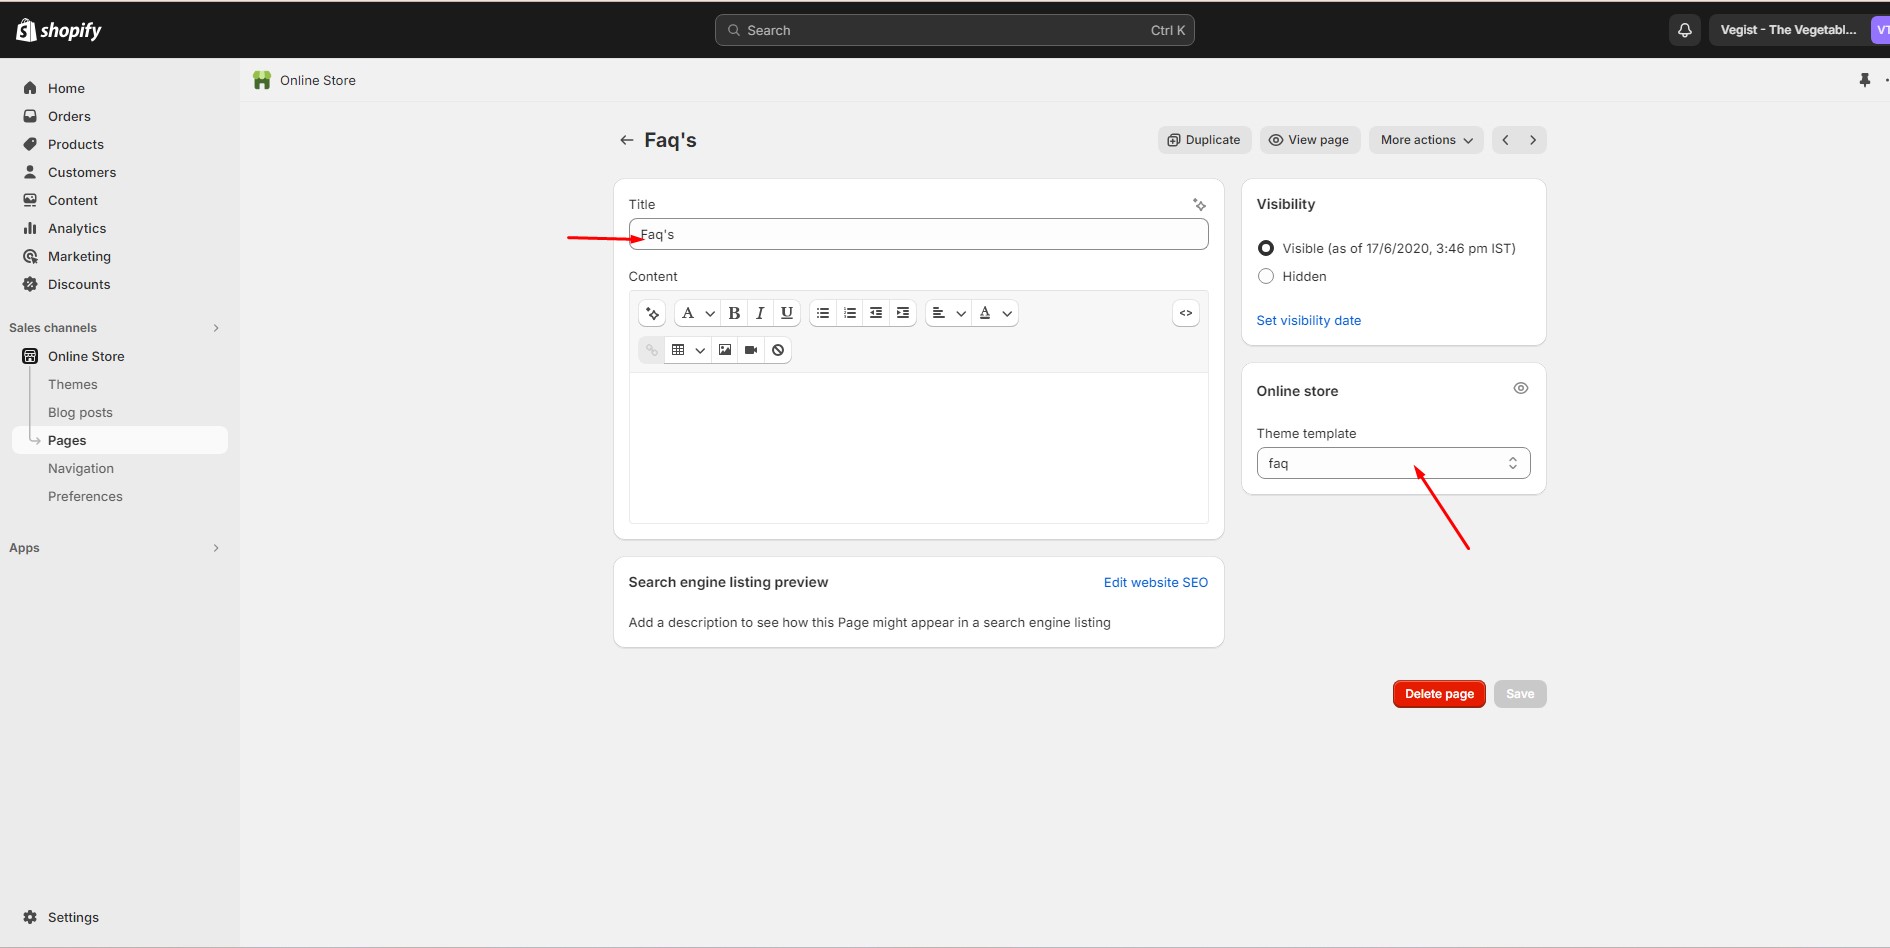 shopify
Search Ctrl K
Vegist - The Vegetabl... VT
Home
Orders
Products
Customers
Content
Analytics
Marketing
Discounts
Sales channels
Online Store
Themes
Blog posts
Pages
Navigation
Preferences
Apps
Settings
Online Store
Faq's
Duplicate View page More actions
Title
Faq's
Content
A B I U A <>
Search engine listing preview Edit website SEO
Add a description to see how this Page might appear in a search engine listing
Visibility
Visible (as of 17/6/2020, 3:46 pm IST)
Hidden
Set visibility date
Online store
Theme template
faq
Delete page Save